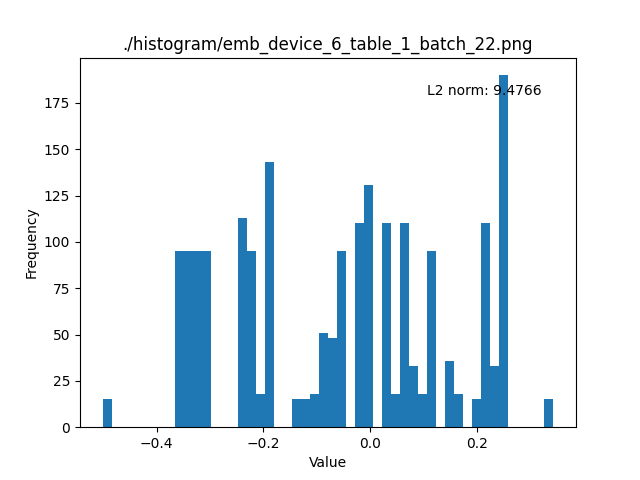 ./histogram/emb_device_6_table_1_batch_22.png
L2 norm: 9.4766
175
150
125
100
75
50
25
0
Frequency
−0.4 −0.2 0.0 0.2
Value